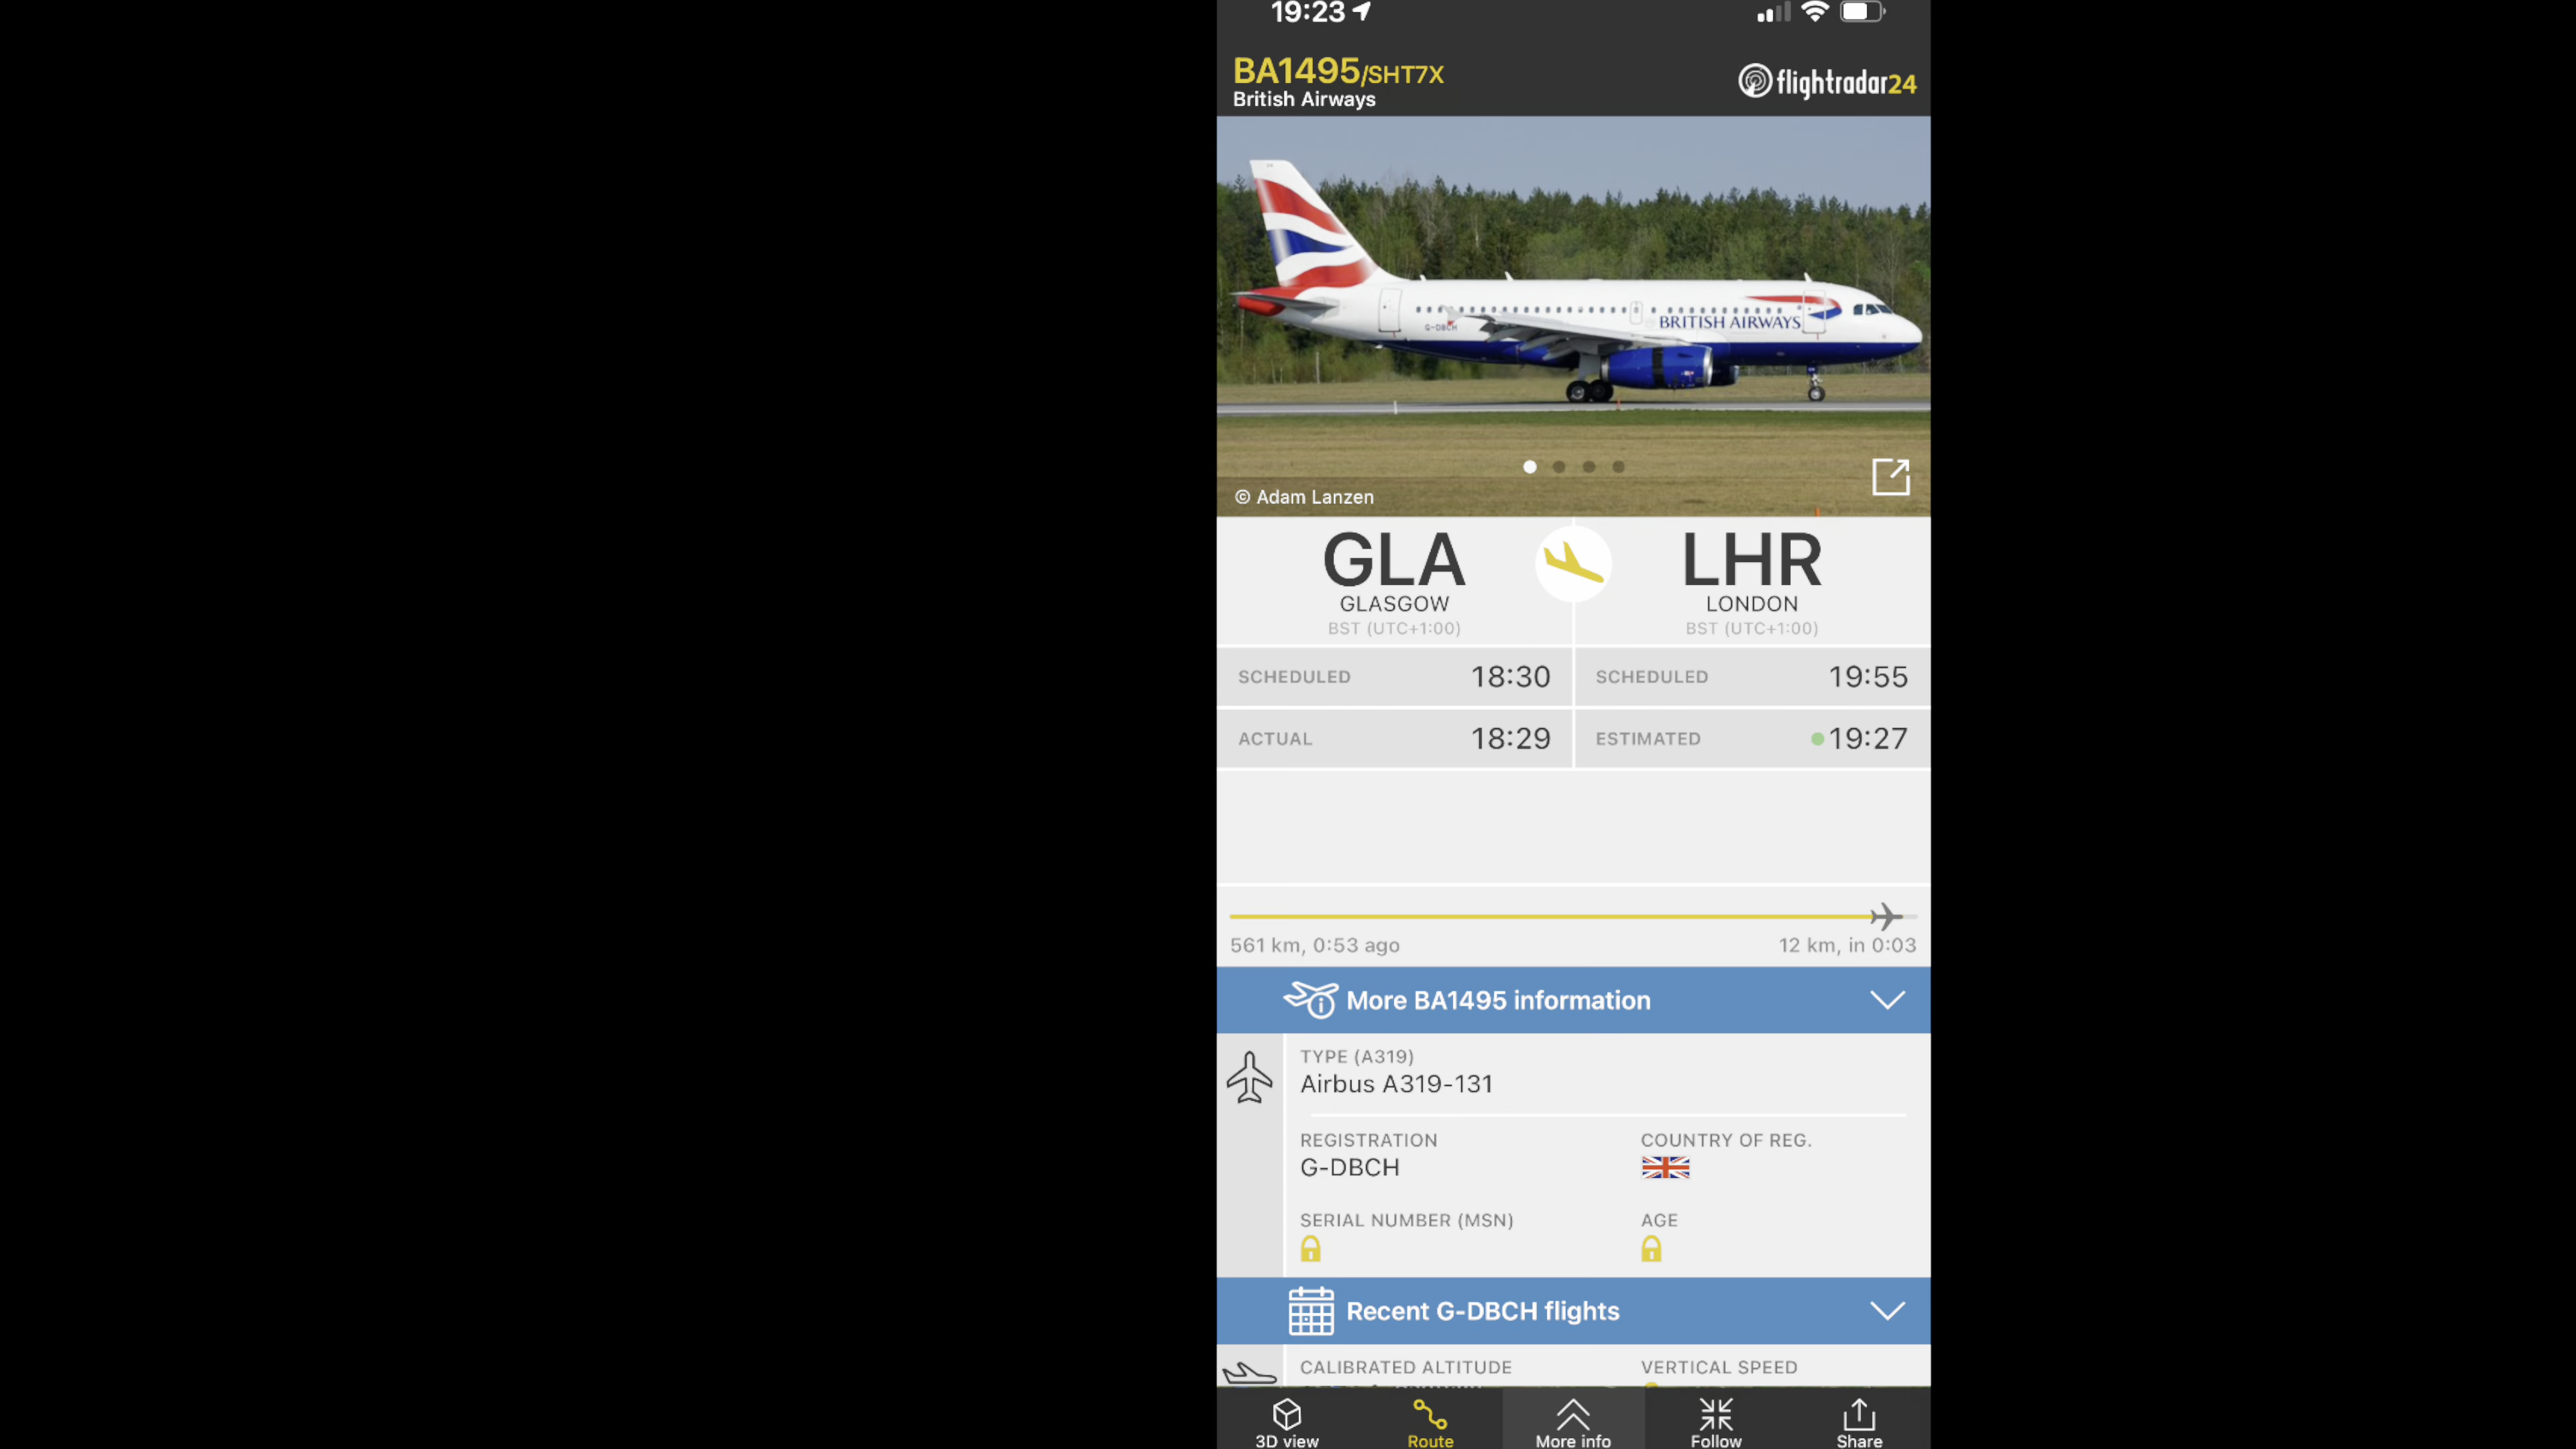 19:23
BA1495/SHT7X
British Airways
flightradar24
G-DBCH
BRITISH AIRWAYS
© Adam Lanzen
GLA
LHR
GLASGOW
LONDON
BST (UTC+1:00)
BST (UTC+1:00)
SCHEDULED 18:30
SCHEDULED 19:55
ACTUAL 18:29
ESTIMATED 19:27
561 km, 0:53 ago
12 km, in 0:03
More BA1495 information
TYPE (A319)
Airbus A319-131
REGISTRATION
COUNTRY OF REG.
G-DBCH
SERIAL NUMBER (MSN)
AGE
Recent G-DBCH flights
CALIBRATED ALTITUDE
VERTICAL SPEED
3D view
Route
More info
Follow
Share